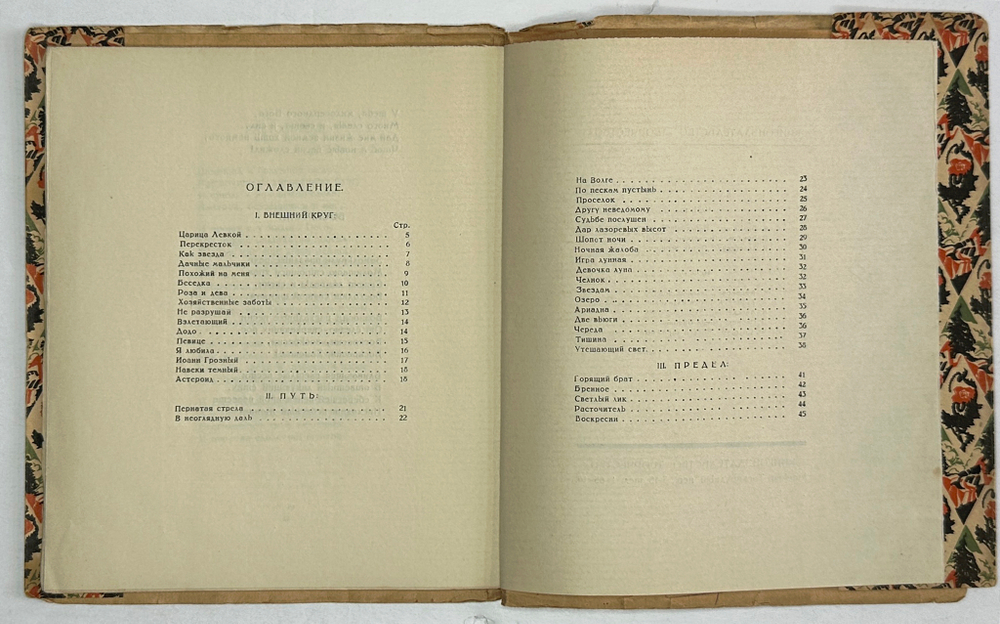 ОГЛАВЛЕНИЕ.
I. ВНЕШНИЙ КРУГ:
Стр.
Царица Левкой . . . . . . . . . . . . . 5
Перекресток . . . . . . . . . . . . . 6
Как звезда . . . . . . . . . . . . . 7
Дачные мальчики . . . . . . . . . . . . 8
Похожий на меня . . . . . . . . . . . . 9
Беседка . . . . . . . . . . . . . . 10
Роза и дева . . . . . . . . . . . . . 11
Хозяйственные заботы . . . . . . . . . . 12
Не разрушай . . . . . . . . . . . . . 13
Взлетающий . . . . . . . . . . . . . 14
Додо . . . . . . . . . . . . . . . 14
Певице . . . . . . . . . . . . . . 15
Я любила . . . . . . . . . . . . . . 16
Иоанн Грозный . . . . . . . . . . . . 17
Навеки темный . . . . . . . . . . . . 18
Астероид . . . . . . . . . . . . . . 18
II. ПУТЬ:
Пернатая стрела . . . . . . . . . . . . 21
В неоглядную даль . . . . . . . . . . . 22
На Волге . . . . . . . . . . . . . . 23
По пескам пустынь . . . . . . . . . . . 24
Проселок . . . . . . . . . . . . . . 25
Другу неведомому . . . . . . . . . . . 26
Судьбе послушен . . . . . . . . . . . . 27
Дар лазоревых высот . . . . . . . . . . 28
Шопот ночи . . . . . . . . . . . . . 29
Ночная жалоба . . . . . . . . . . . . 30
Игра лунная . . . . . . . . . . . . . 31
Девочка луна . . . . . . . . . . . . . 32
Челнок . . . . . . . . . . . . . . 32
Звездам . . . . . . . . . . . . . . 33
Озеро . . . . . . . . . . . . . . . 34
Ариадна . . . . . . . . . . . . . . 35
Две вьюги . . . . . . . . . . . . . . 36
Череда . . . . . . . . . . . . . . 36
Тишина . . . . . . . . . . . . . . 37
Утешающий свет . . . . . . . . . . . . 38
III. ПРЕДЕЛ:
Горящий брат . . . . . . . . . . . . . 41
Бренное . . . . . . . . . . . . . . 42
Светлый лик . . . . . . . . . . . . . 43
Расточитель . . . . . . . . . . . . . 44
Воскресни . . . . . . . . . . . . . 45